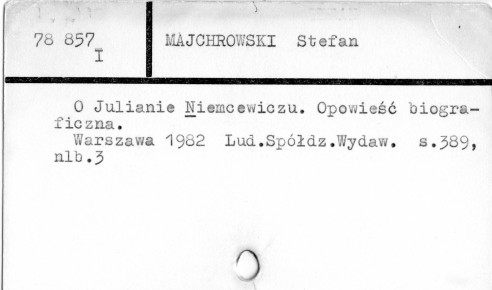 78 857 MAJCHROWSKI Stefan
I
O Julianie Niemcewiczu. Opowieść biogra-
ficzna.
Warszawa 1982 Lud.Spółdz.Wydaw. s.389,
nlb.3